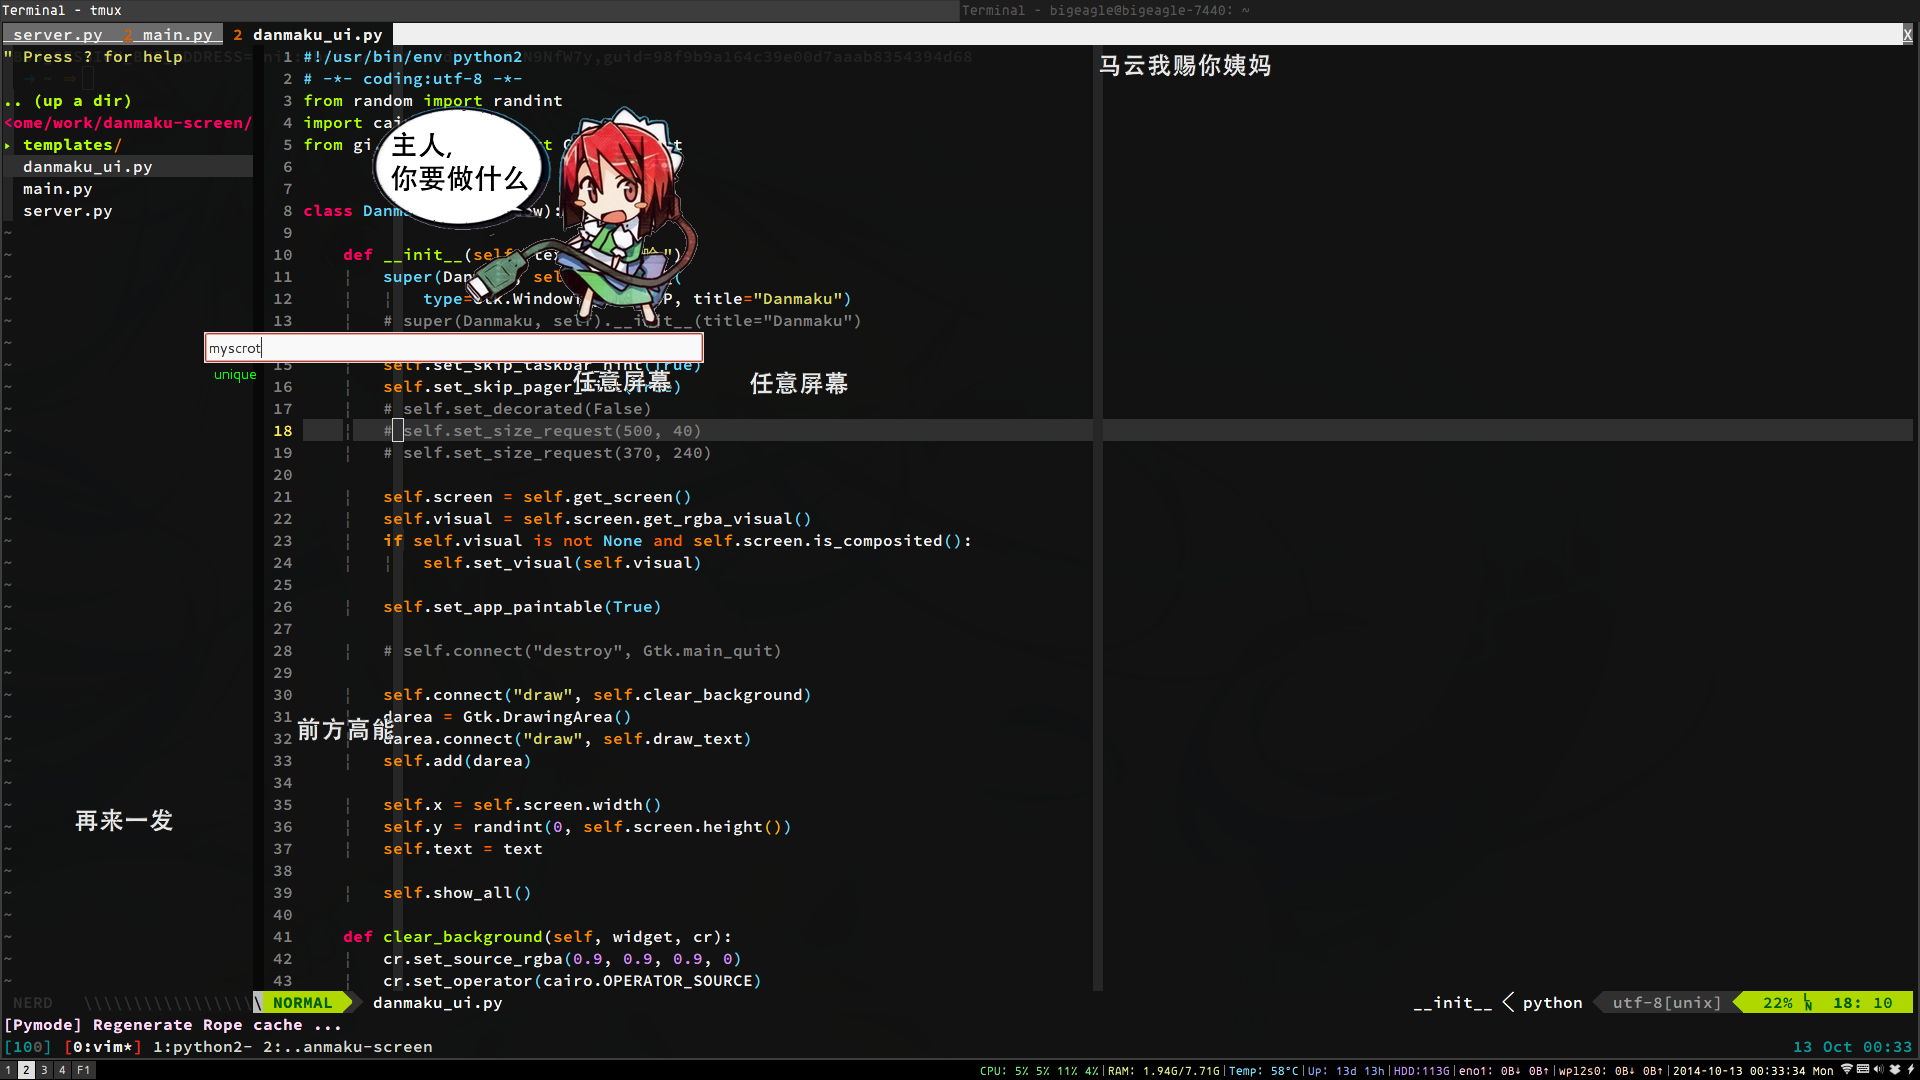 Terminal - tmux
Terminal - bigeagle@bigeagle-7440: ~
server.py 2 main.py 2 danmaku_ui.py X
" Press ? for help
.. (up a dir)
<ome/work/danmaku-screen/
▸ templates/
danmaku_ui.py
main.py
server.py
1 #!/usr/bin/env python2
2 # -*- coding:utf-8 -*-
3 from random import randint
4 import cai
5 from gi
6
7
8 class Danm w):
9
10 def __init__(self te 哈")
11 super(Dan sel (
12 type=Gtk.Window P, title="Danmaku")
13 # super(Danmaku, self).__init__(title="Danmaku")
15 self.set_skip_taskbar_hint(True)
16 self.set_skip_pager
17 # self.set_decorated(False)
18 # self.set_size_request(500, 40)
19 # self.set_size_request(370, 240)
20
21 self.screen = self.get_screen()
22 self.visual = self.screen.get_rgba_visual()
23 if self.visual is not None and self.screen.is_composited():
24 self.set_visual(self.visual)
25
26 self.set_app_paintable(True)
27
28 # self.connect("destroy", Gtk.main_quit)
29
30 self.connect("draw", self.clear_background)
31 darea = Gtk.DrawingArea()
32 darea.connect("draw", self.draw_text)
33 self.add(darea)
34
35 self.x = self.screen.width()
36 self.y = randint(0, self.screen.height())
37 self.text = text
38
39 self.show_all()
40
41 def clear_background(self, widget, cr):
42 cr.set_source_rgba(0.9, 0.9, 0.9, 0)
43 cr.set_operator(cairo.OPERATOR_SOURCE)
主人,
你要做什么
myscrot
unique
马云我赐你姨妈
任意屏幕
任意屏幕
前方高能
再来一发
NERD \ NORMAL danmaku_ui.py __init__ < python utf-8[unix] 22% LN 18: 10
[Pymode] Regenerate Rope cache ...
[100] [0:vim*] 1:python2- 2:..anmaku-screen 13 Oct 00:33
1 2 3 4 F1 CPU: 5% 5% 11% 4%|RAM: 1.94G/7.71G|Temp: 58°C|Up: 13d 13h|HDD:113G|eno1: 0B↓ 0B↑|wpl2s0: 0B↓ 0B↑|2014-10-13 00:33:34 Mon